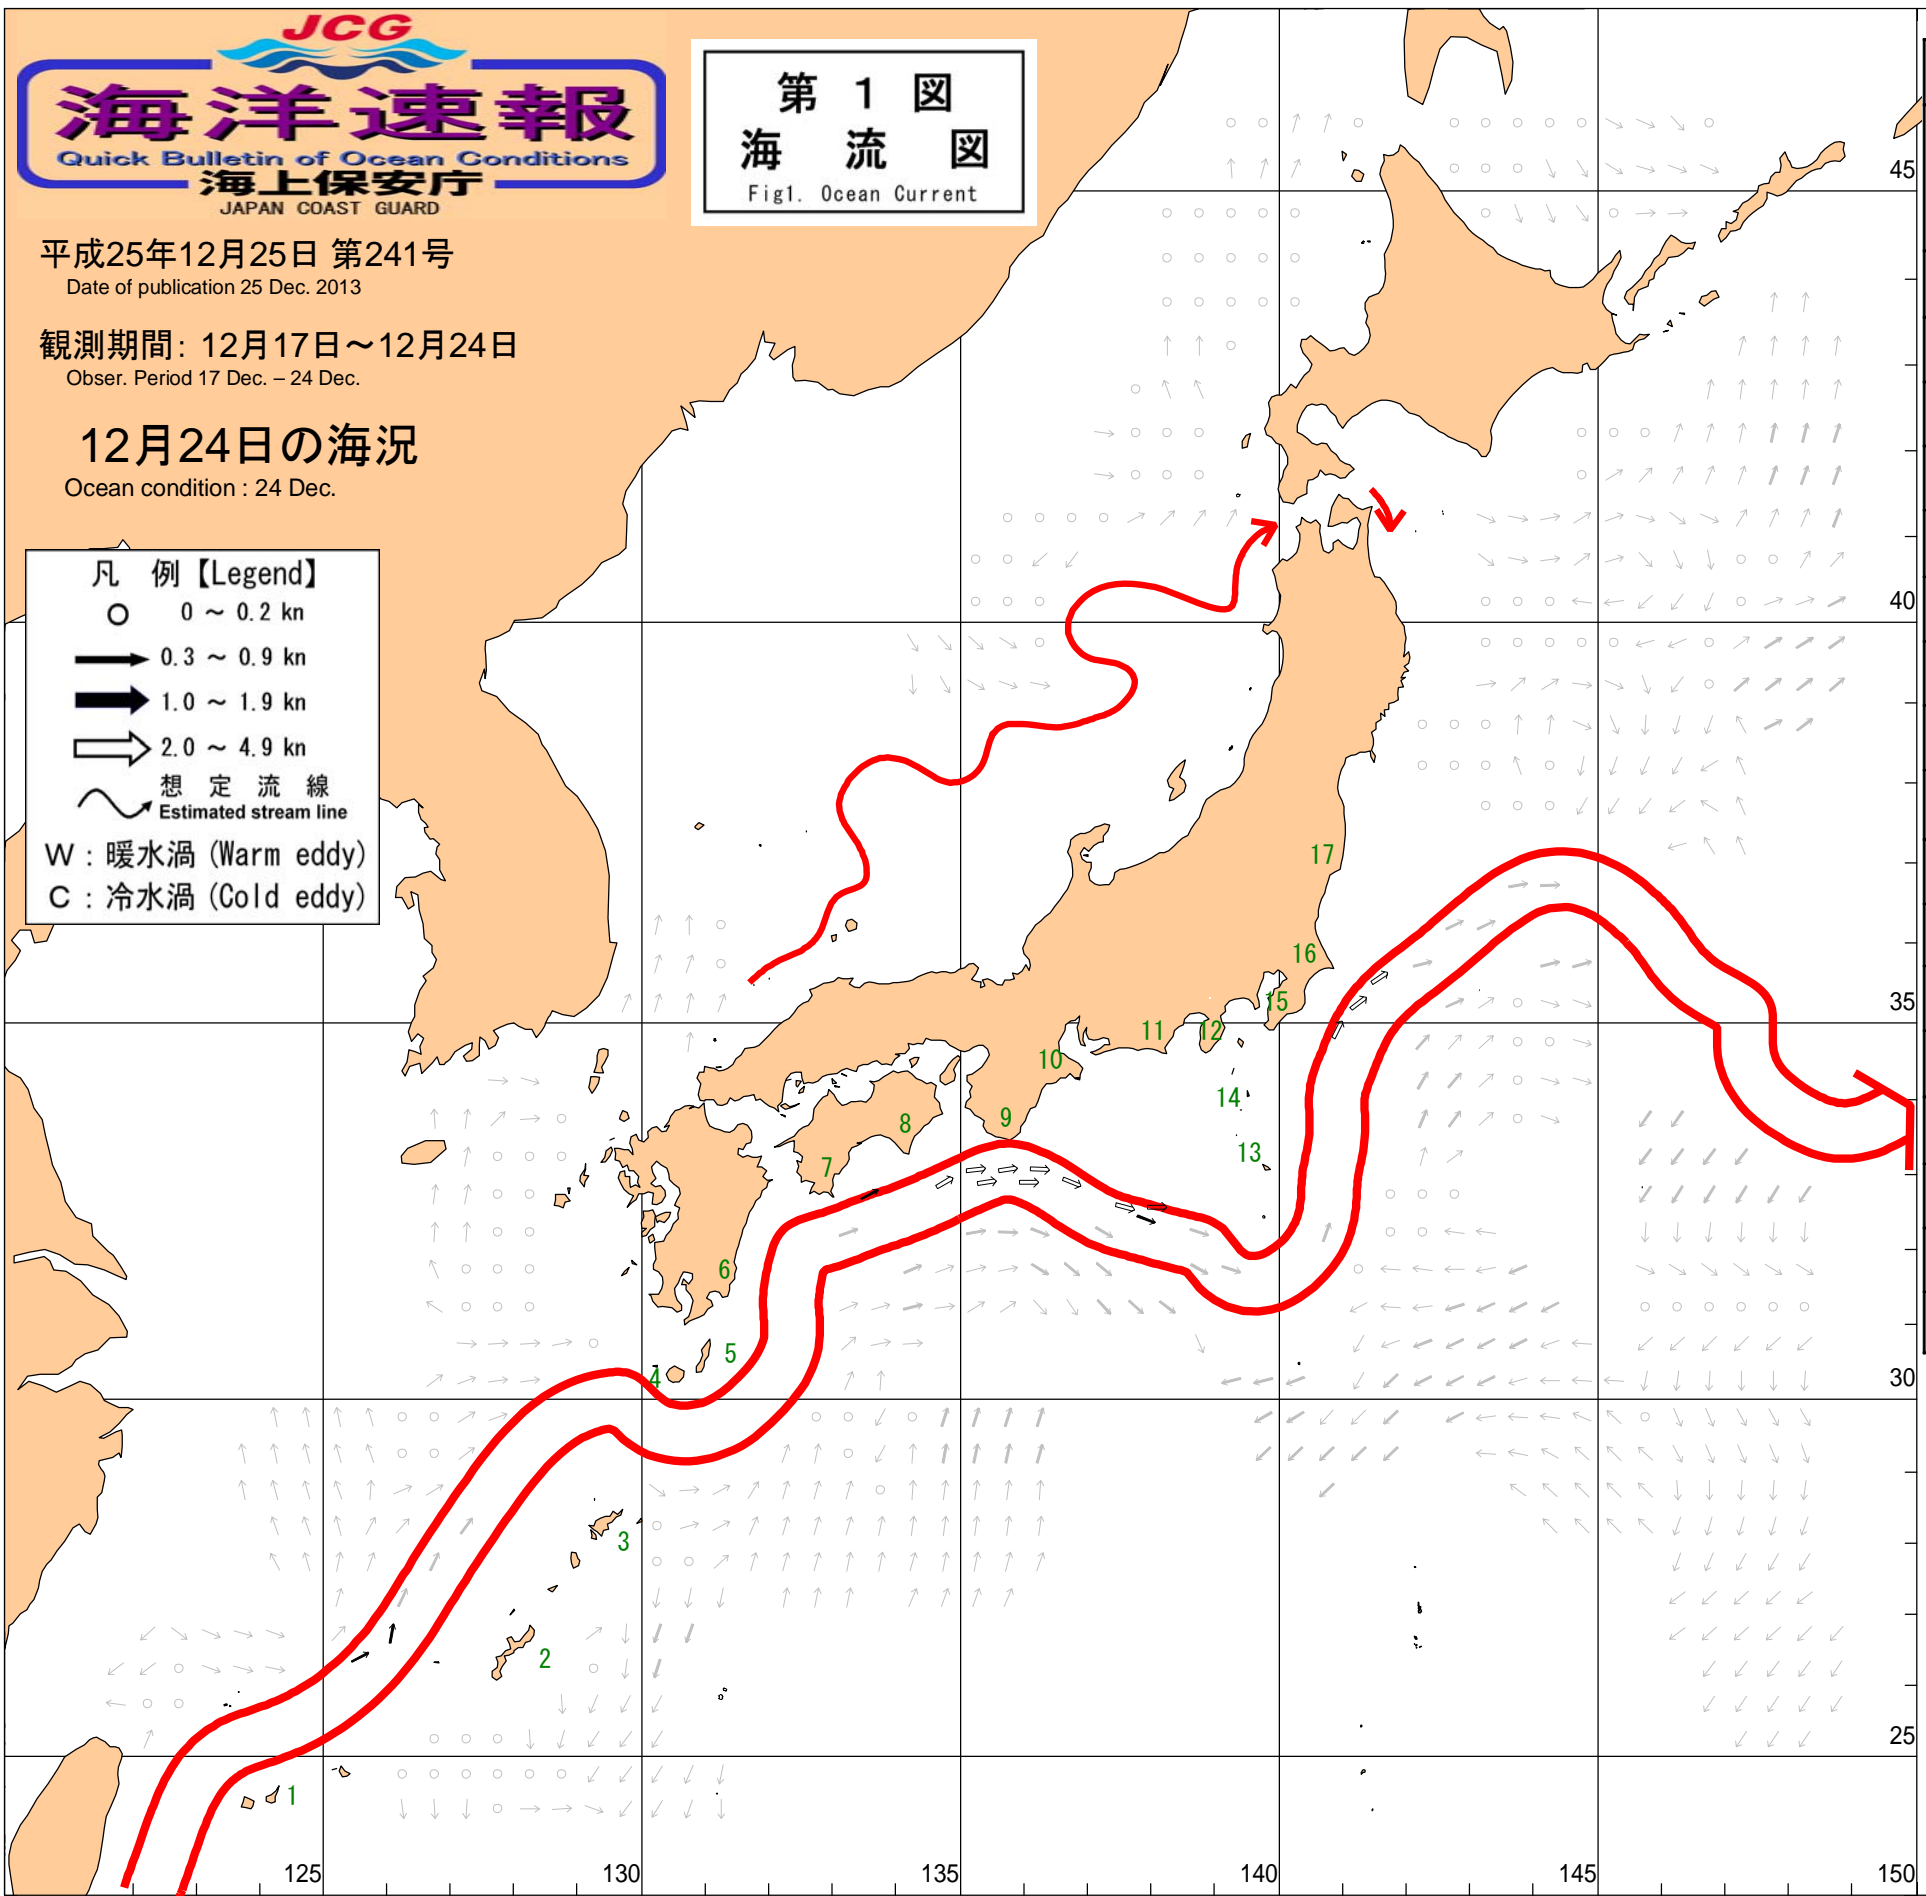 JCG
海洋速報
Quick Bulletin of Ocean Conditions
海上保安庁
JAPAN COAST GUARD
第 1 図
海 流 図
Fig1. Ocean Current
平成25年12月25日 第241号
Date of publication 25 Dec. 2013
観測期間: 12月17日～12月24日
Obser. Period 17 Dec. – 24 Dec.
12月24日の海況
Ocean condition : 24 Dec.
凡 例【Legend】
0 ～ 0.2 kn
0.3 ～ 0.9 kn
1.0 ～ 1.9 kn
2.0 ～ 4.9 kn
想 定 流 線
Estimated stream line
W : 暖水渦 (Warm eddy)
C : 冷水渦 (Cold eddy)
45
40
17
16
35
15
12
11
10
14
9
8
13
7
6
5
4
30
3
2
25
1
125
130
135
140
145
150